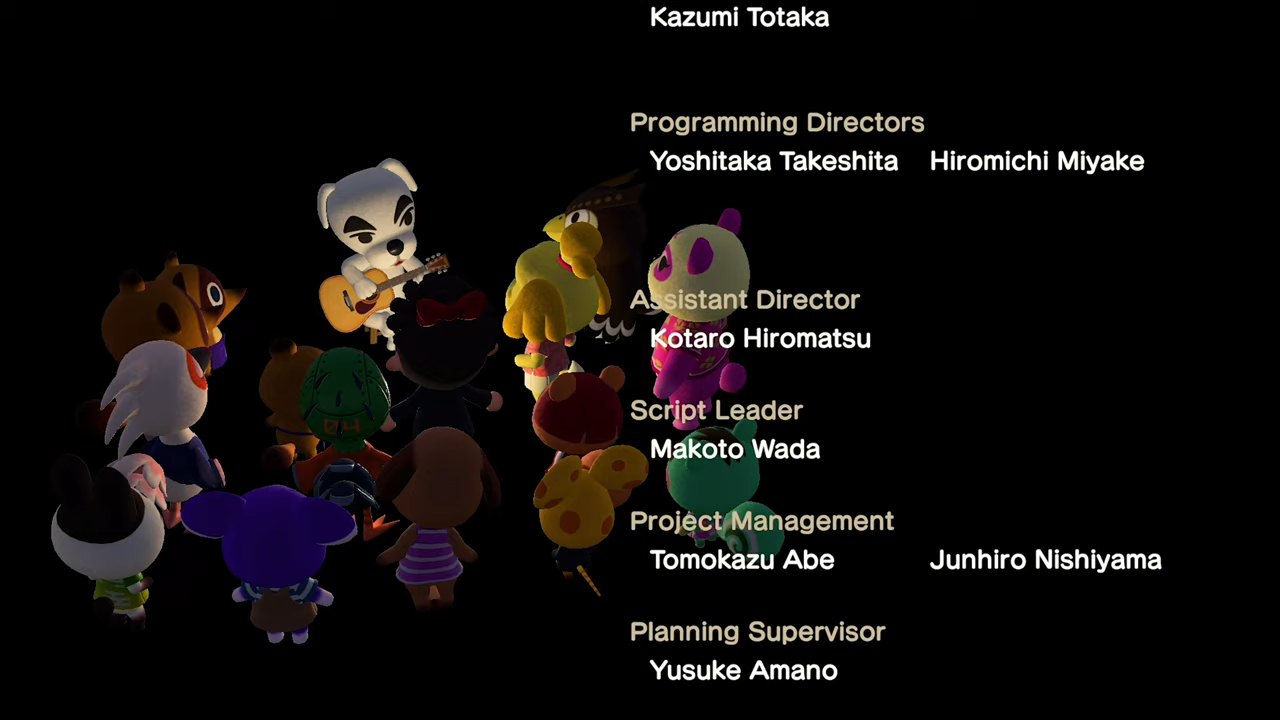 Kazumi Totaka
Programming Directors
Yoshitaka Takeshita Hiromichi Miyake
Assistant Director
Kotaro Hiromatsu
Script Leader
Makoto Wada
Project Management
Tomokazu Abe Junhiro Nishiyama
Planning Supervisor
Yusuke Amano
04